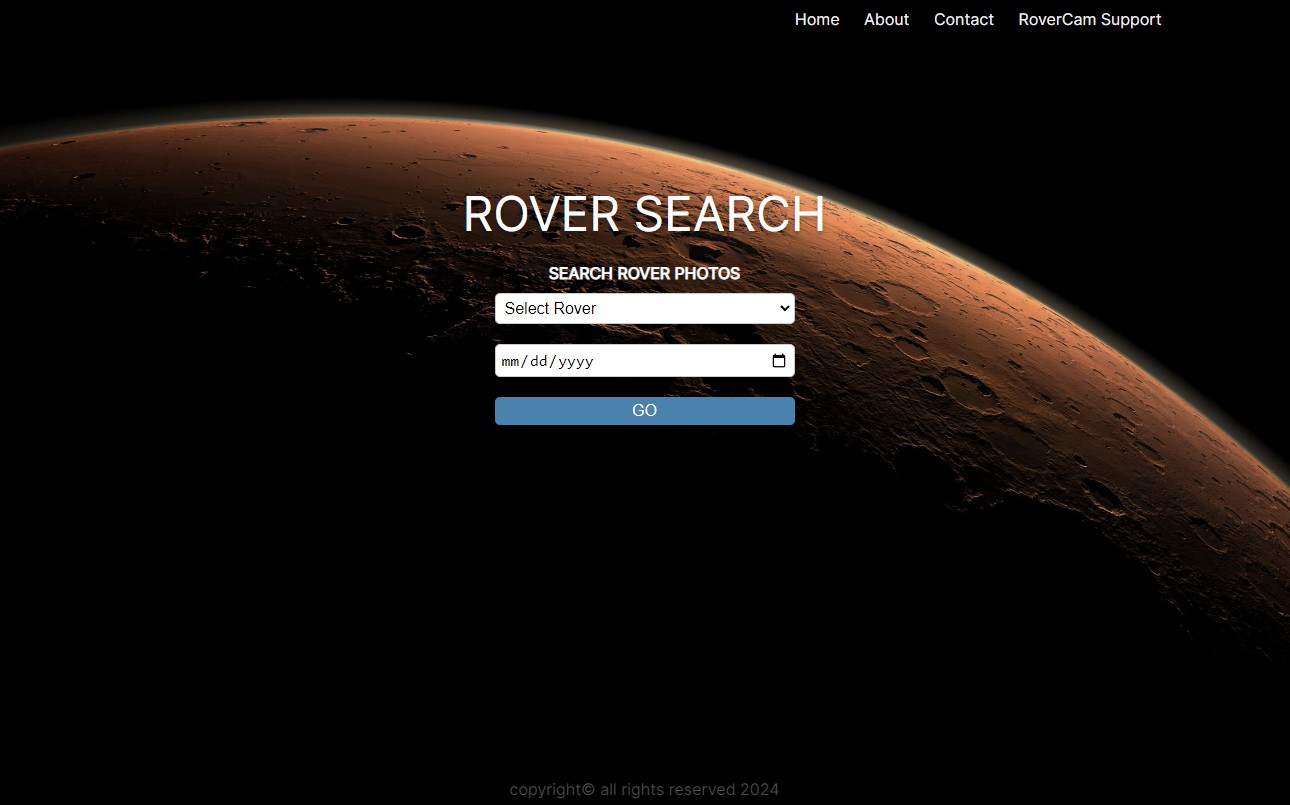 Home About Contact RoverCam Support
ROVER SEARCH
SEARCH ROVER PHOTOS
Select Rover
mm/dd/yyyy
GO
copyright© all rights reserved 2024